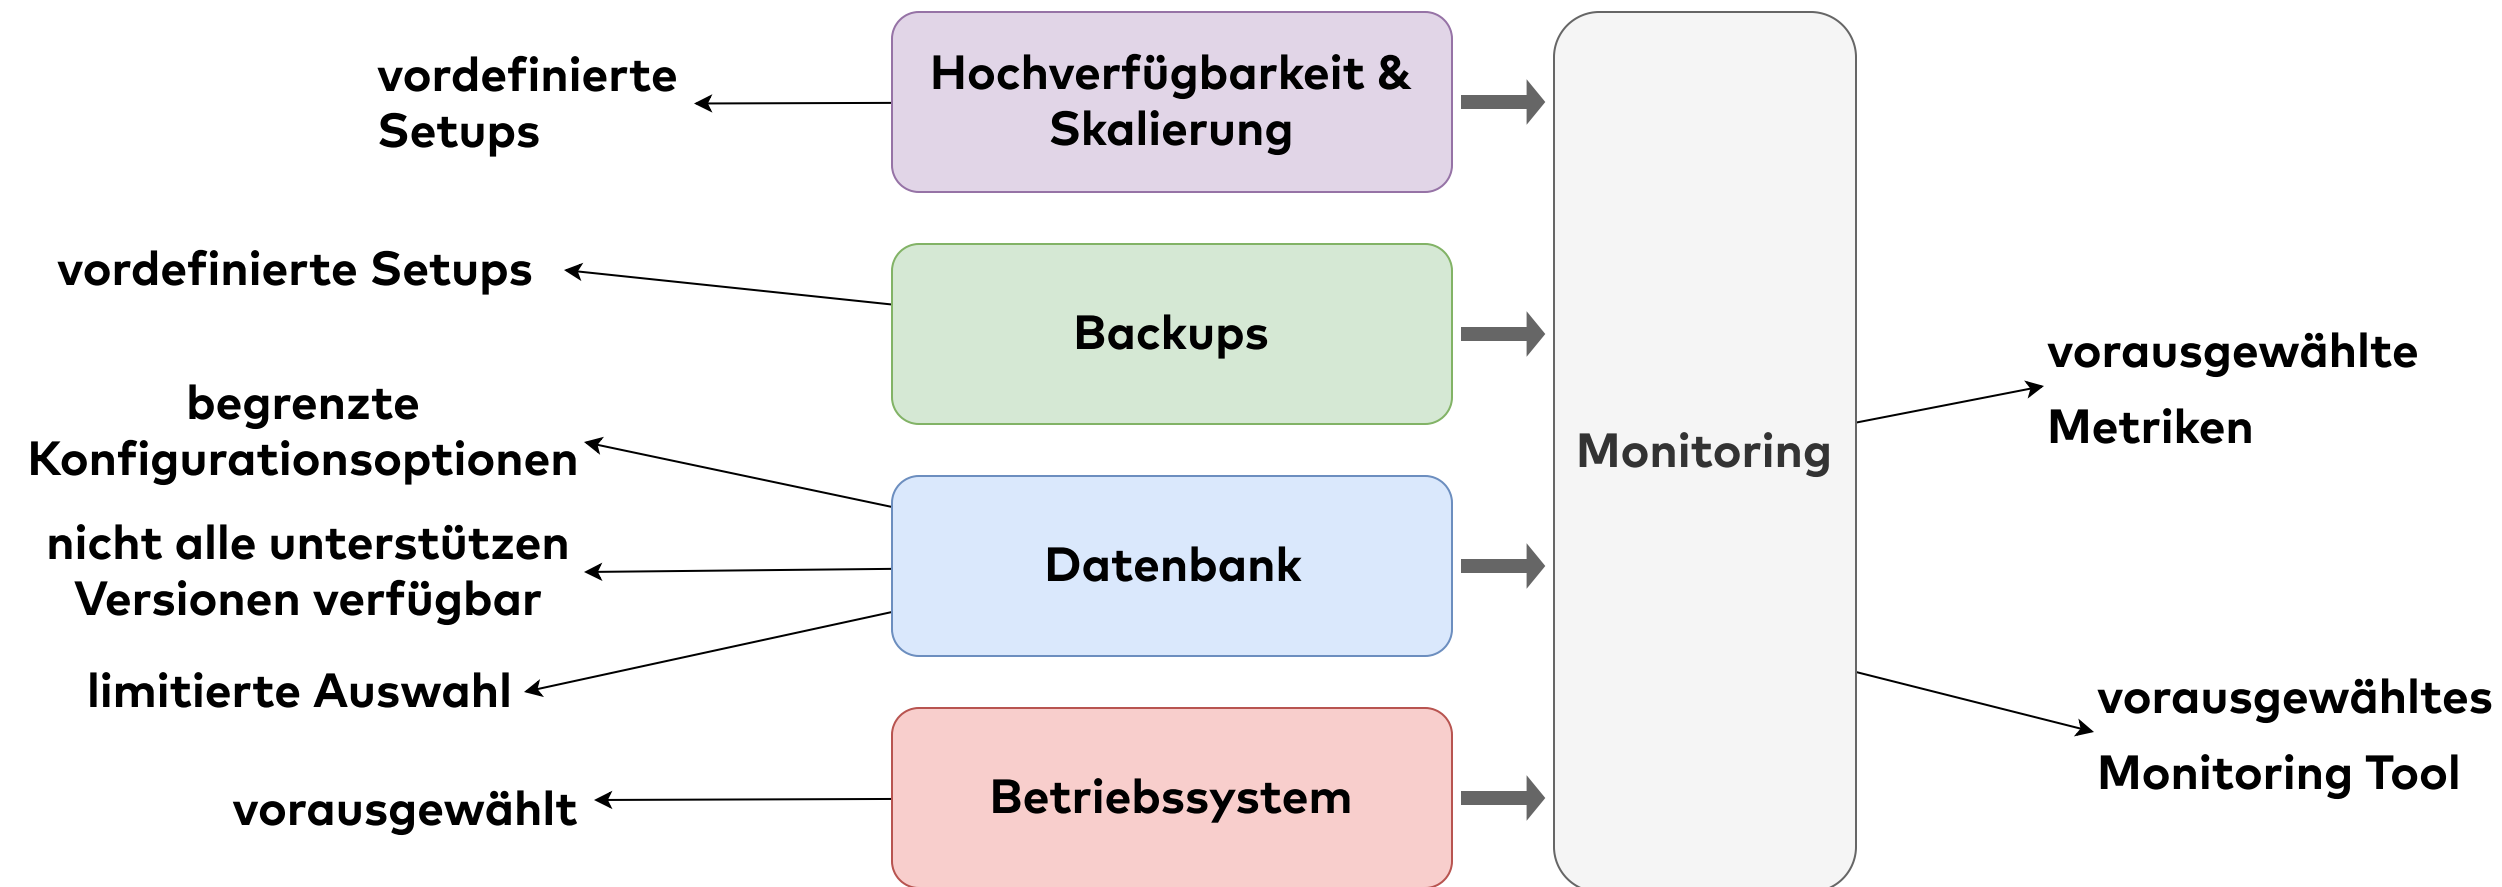 vordefinierte
Setups
Hochverfügbarkeit &
Skalierung
vordefinierte Setups
Backups
begrenzte
Konfigurationsoptionen
nicht alle unterstützen
Versionen verfügbar
limitierte Auswahl
Datenbank
vorausgewählt
Betriebssystem
Monitoring
vorausgewählte
Metriken
vorausgewähltes
Monitoring Tool